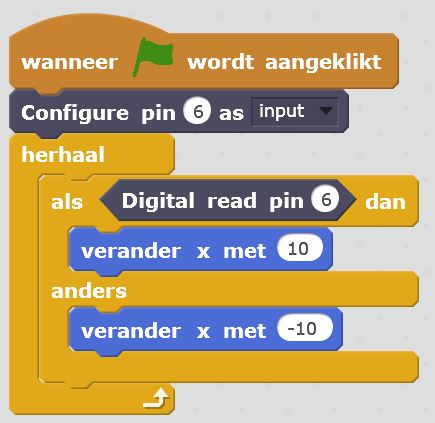 wanneer wordt aangeklikt
Configure pin 6 as input
herhaal
als Digital read pin 6 dan
verander x met 10
anders
verander x met -10